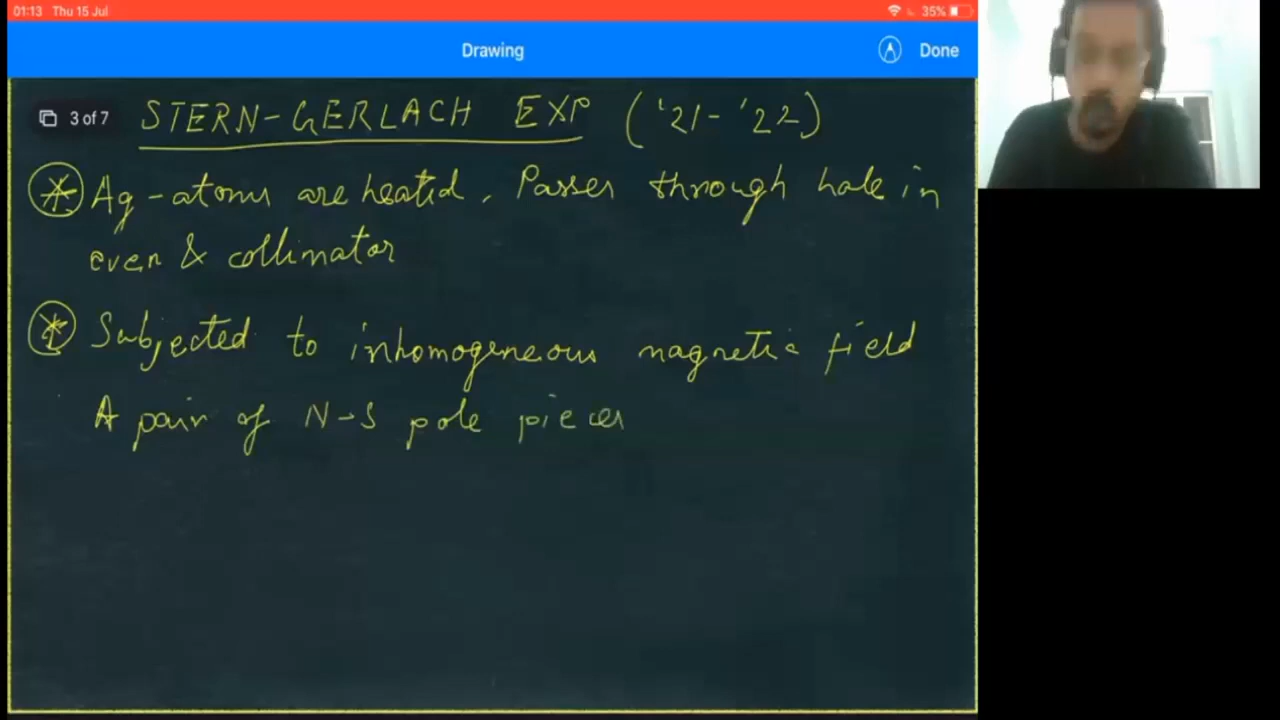 01:13 Thu 15 Jul
35%
Drawing
Done
3 of 7
STERN-GERLACH EXP ('21-'22)
Ag-atoms are heated. Passes through hole in
oven & collimator
Subjected to inhomogeneous magnetic field
A pair of N-S pole pieces